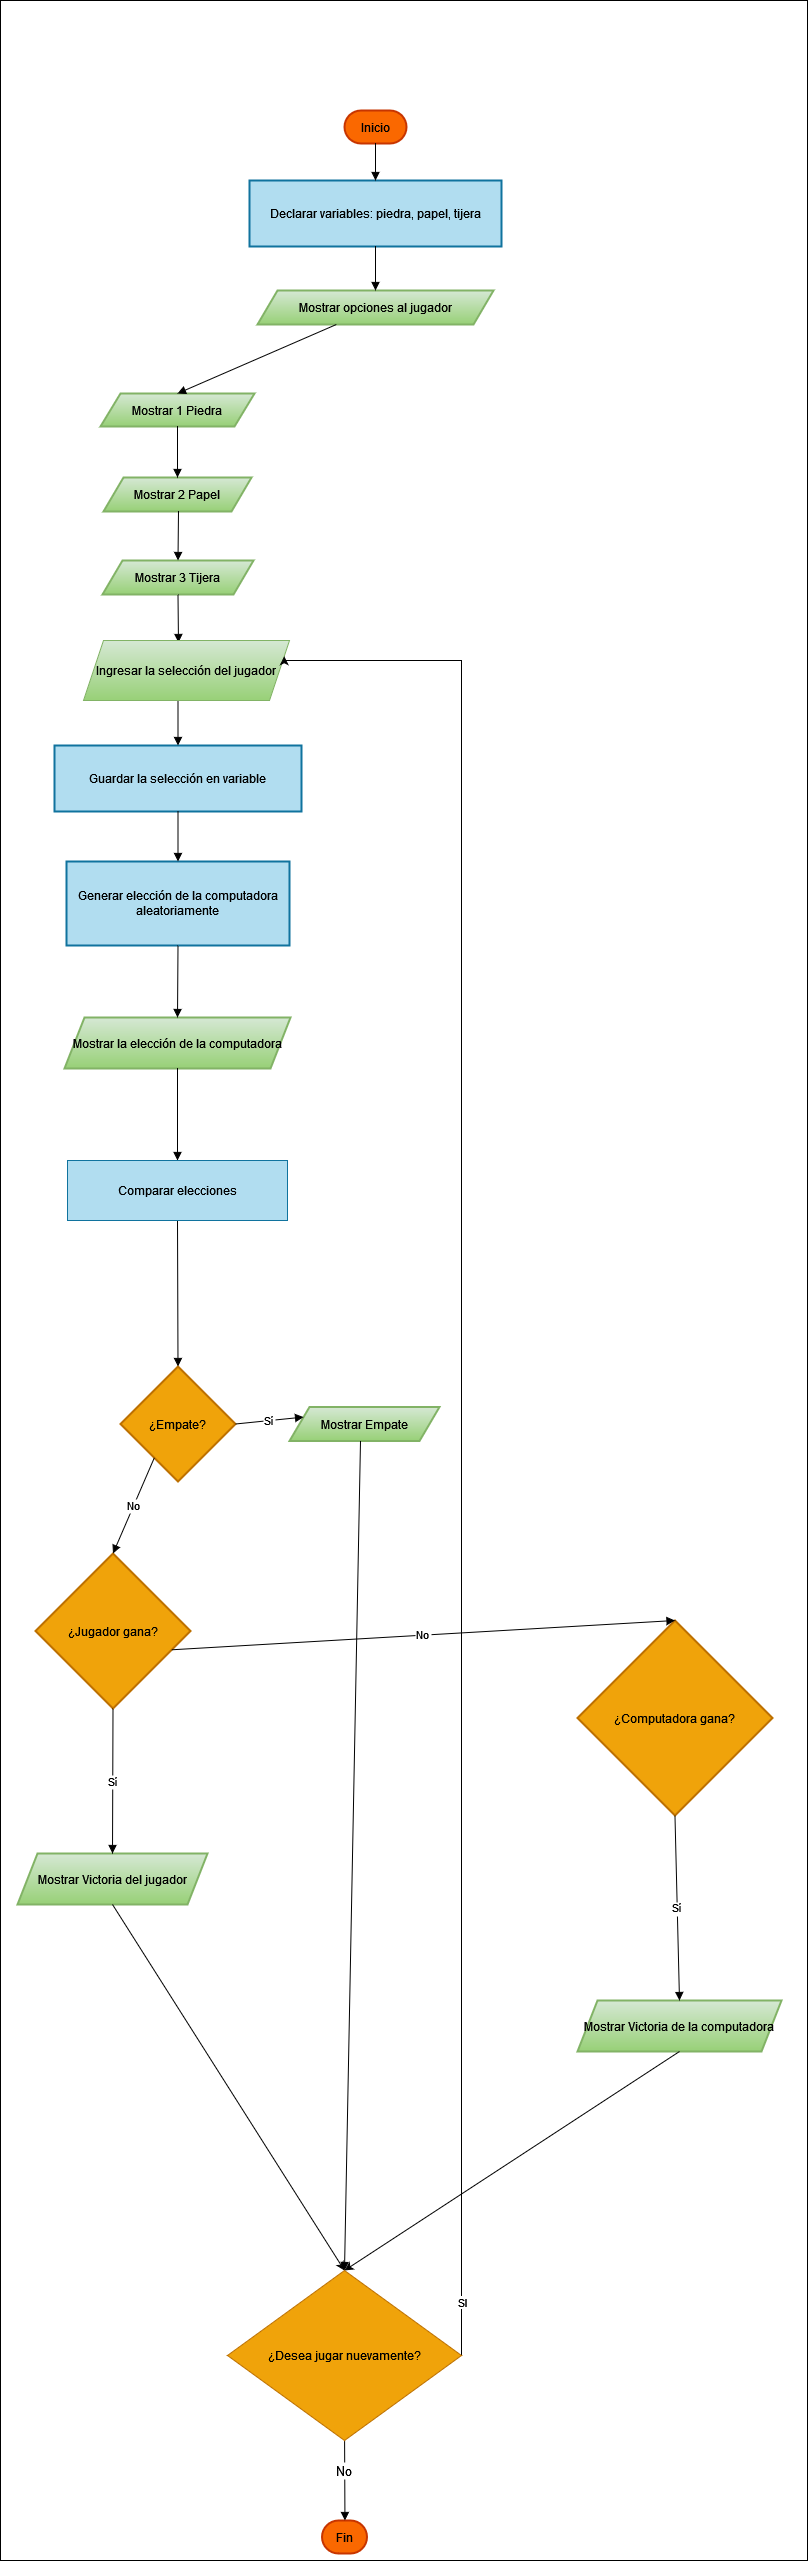 Inicio
Declarar variables: piedra, papel, tijera
Mostrar opciones al jugador
Mostrar 1 Piedra
Mostrar 2 Papel
Mostrar 3 Tijera
Ingresar la selección del jugador
Guardar la selección en variable
Generar elección de la computadora
aleatoriamente
Mostrar la elección de la computadora
Comparar elecciones
¿Empate?
Sí
Mostrar Empate
No
¿Jugador gana?
No
¿Computadora gana?
Sí
Mostrar Victoria del jugador
Sí
Mostrar Victoria de la computadora
SI
¿Desea jugar nuevamente?
No
Fin